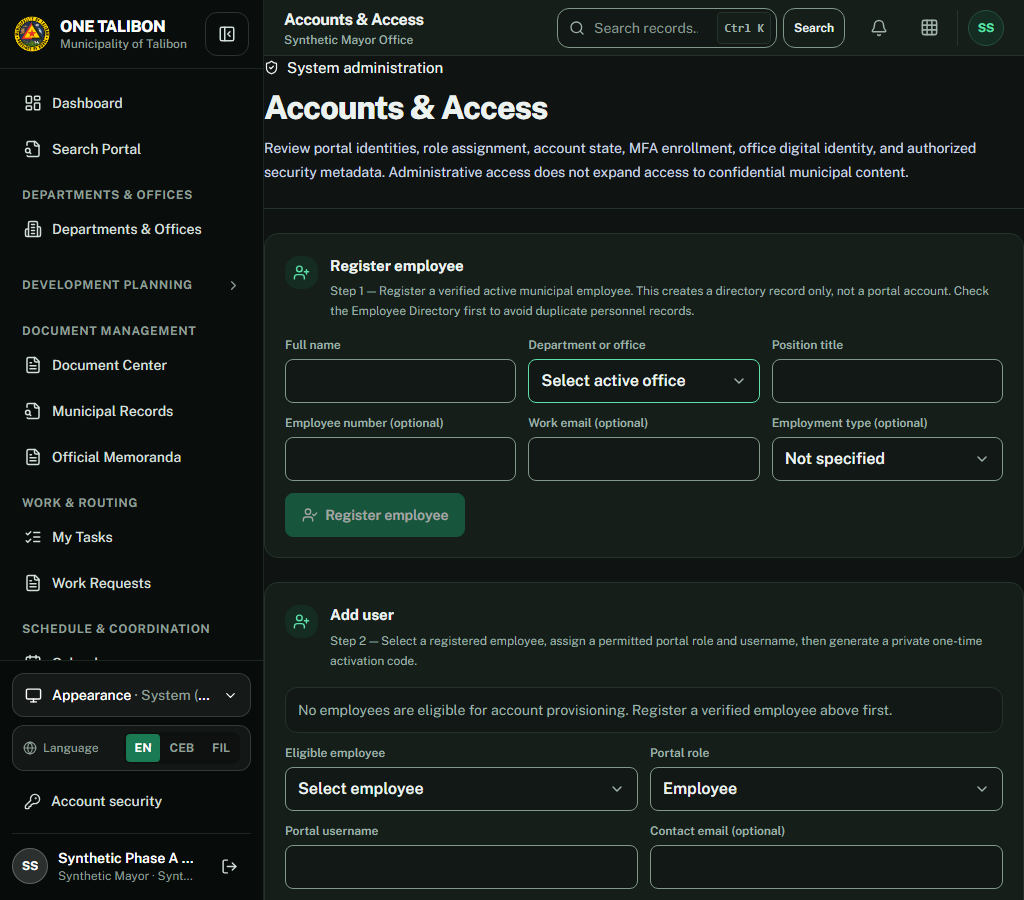 ONE TALIBON
Municipality of Talibon
Accounts & Access
Synthetic Mayor Office
Search records..
Ctrl K
Search
SS
Dashboard
Search Portal
DEPARTMENTS & OFFICES
Departments & Offices
DEVELOPMENT PLANNING
DOCUMENT MANAGEMENT
Document Center
Municipal Records
Official Memoranda
WORK & ROUTING
My Tasks
Work Requests
SCHEDULE & COORDINATION
Appearance · System (...
Language
EN
CEB
FIL
Account security
SS
Synthetic Phase A ...
Synthetic Mayor · Synt...
System administration
Accounts & Access
Review portal identities, role assignment, account state, MFA enrollment, office digital identity, and authorized
security metadata. Administrative access does not expand access to confidential municipal content.
Register employee
Step 1 — Register a verified active municipal employee. This creates a directory record only, not a portal account. Check
the Employee Directory first to avoid duplicate personnel records.
Full name
Department or office
Position title
Select active office
Employee number (optional)
Work email (optional)
Employment type (optional)
Not specified
Register employee
Add user
Step 2 — Select a registered employee, assign a permitted portal role and username, then generate a private one-time
activation code.
No employees are eligible for account provisioning. Register a verified employee above first.
Eligible employee
Portal role
Select employee
Employee
Portal username
Contact email (optional)